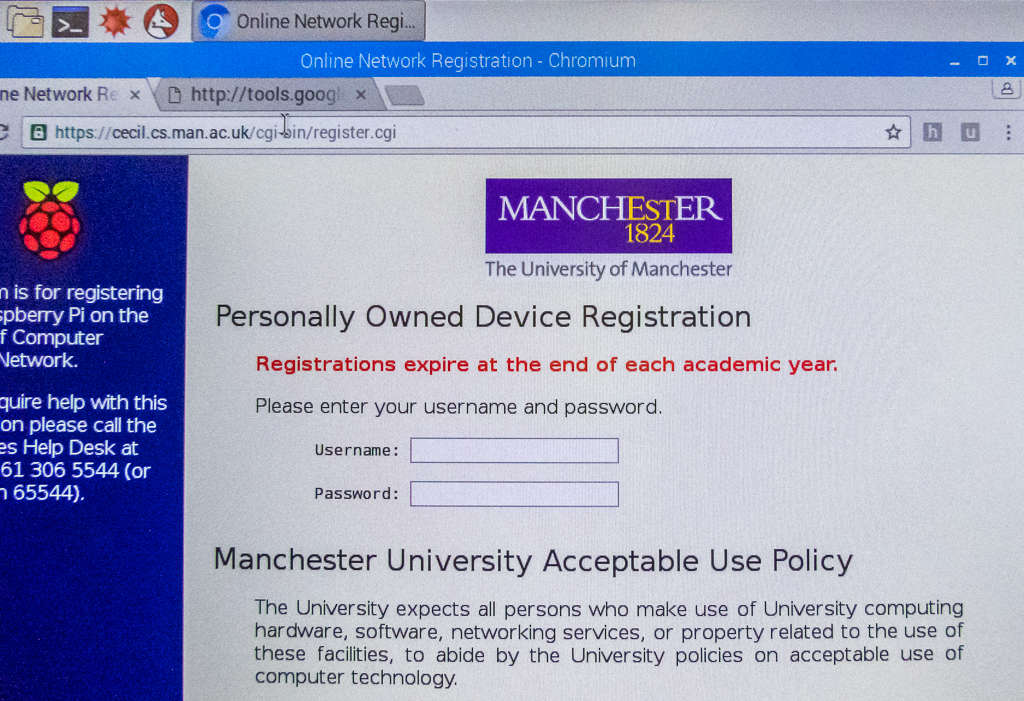 Online Network Regi...
Online Network Registration - Chromium
ne Network Re
http://tools.googl
https://cecil.cs.man.ac.uk/cgi-bin/register.cgi
h u
MANCHESTER
1824
The University of Manchester
m is for registering
spberry Pi on the
f Computer
Network.
quire help with this
on please call the
es Help Desk at
61 306 5544 (or
n 65544).
Personally Owned Device Registration
Registrations expire at the end of each academic year.
Please enter your username and password.
Username:
Password:
Manchester University Acceptable Use Policy
The University expects all persons who make use of University computing
hardware, software, networking services, or property related to the use of
these facilities, to abide by the University policies on acceptable use of
computer technology.